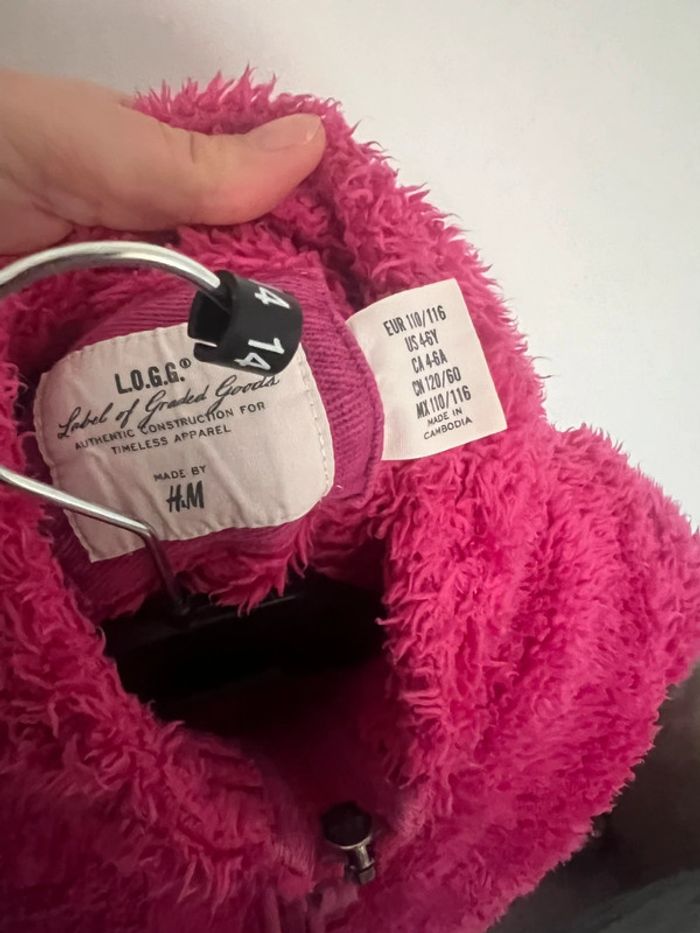 4
14
L.O.G.G.®
Label of Graded Goods
AUTHENTIC CONSTRUCTION FOR
TIMELESS APPAREL
MADE BY
H&M
EUR 110/116
US 4-6Y
CA 4-6A
CN 120/60
MX 110/116
MADE IN
CAMBODIA